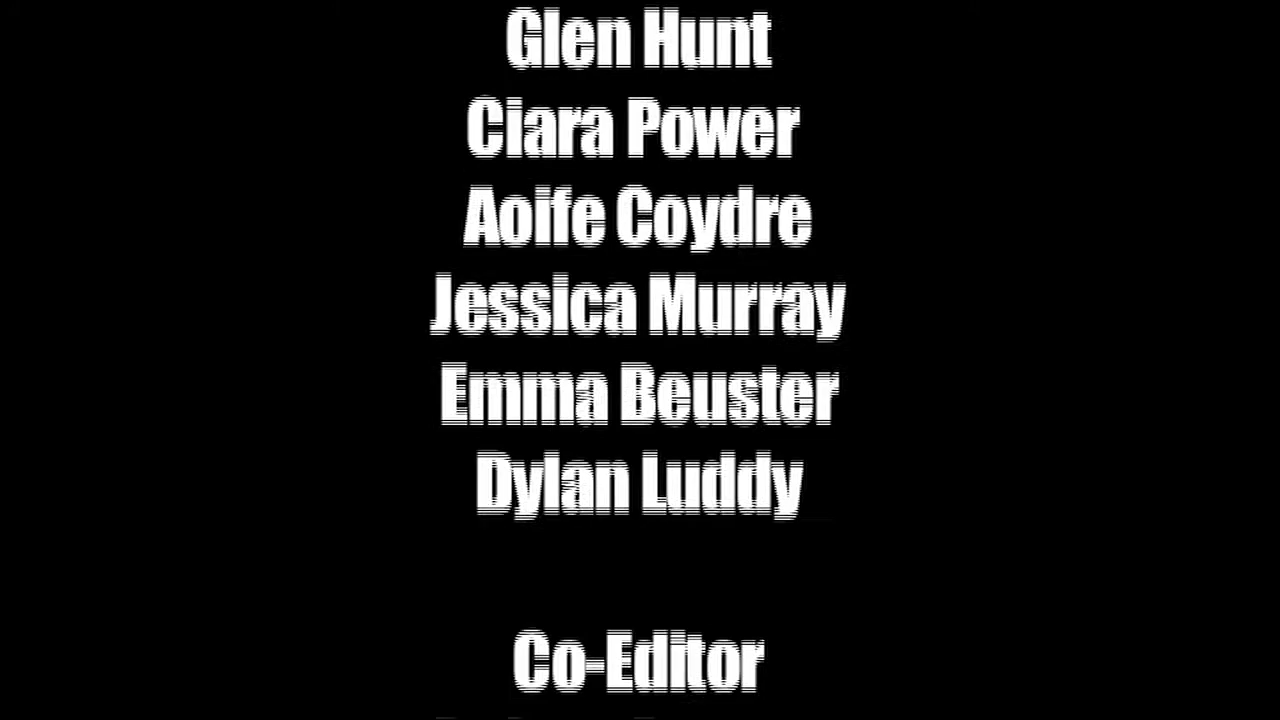 Glen Hunt
Ciara Power
Aoife Coydre
Jessica Murray
Emma Beuster
Dylan Luddy
Co-Editor